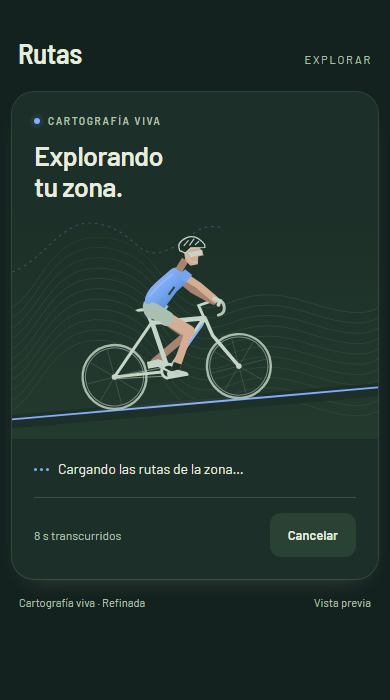 Rutas
EXPLORAR
CARTOGRAFÍA VIVA
Explorando
tu zona.
Cargando las rutas de la zona...
8 s transcurridos
Cancelar
Cartografía viva · Refinada
Vista previa